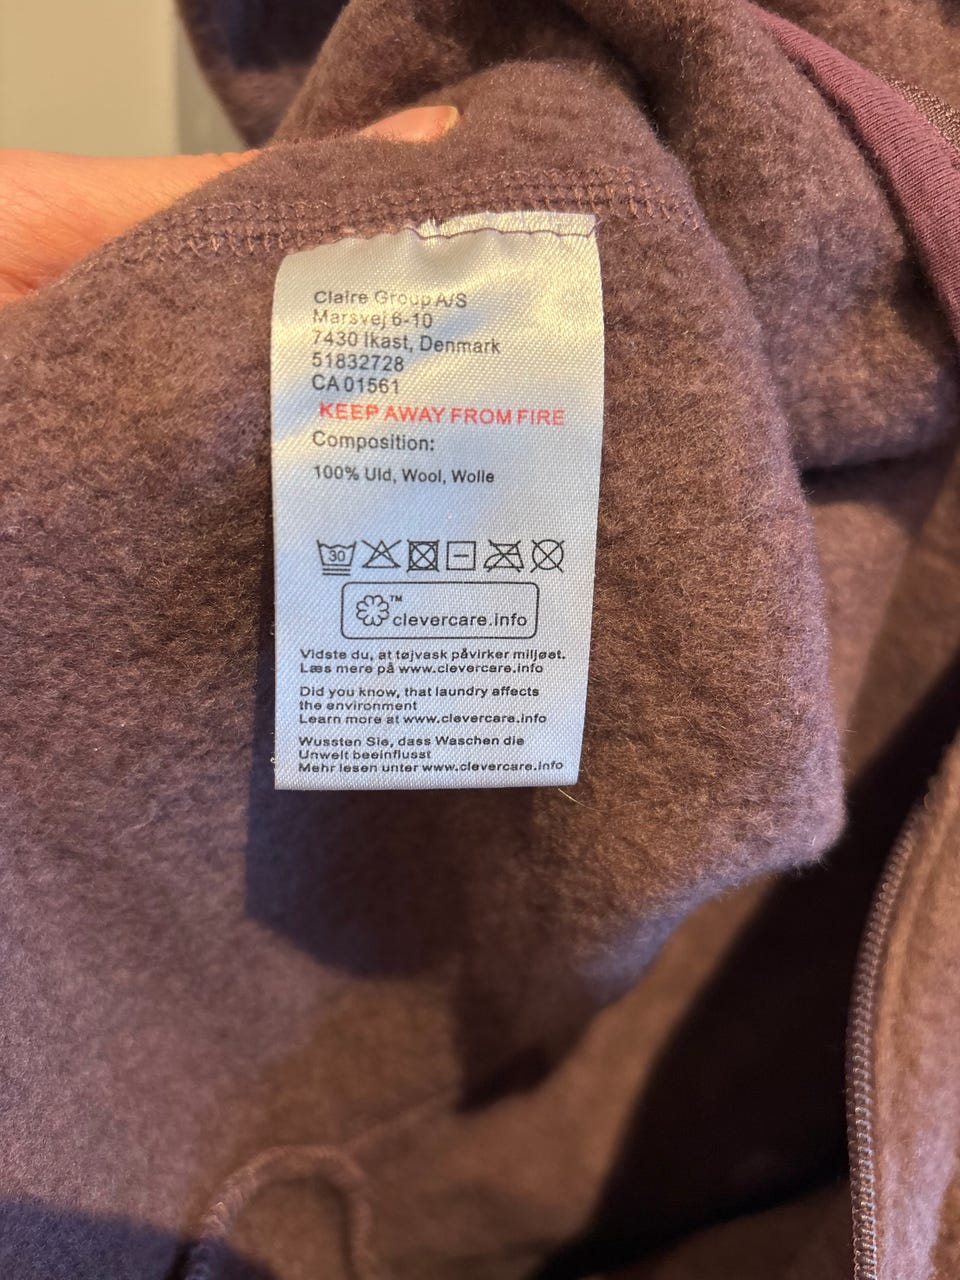 Claire Group A/S
Marsvej 6-10
7430 Ikast, Denmark
51832728
CA 01561
KEEP AWAY FROM FIRE
Composition:
100% Uld, Wool, Wolle
30
clevercare.info™
Vidste du, at tøjvask påvirker miljøet.
Læs mere på www.clevercare.info
Did you know, that laundry affects
the environment
Learn more at www.clevercare.info
Wussten Sie, dass Waschen die
Umwelt beeinflusst
Mehr lesen unter www.clevercare.info